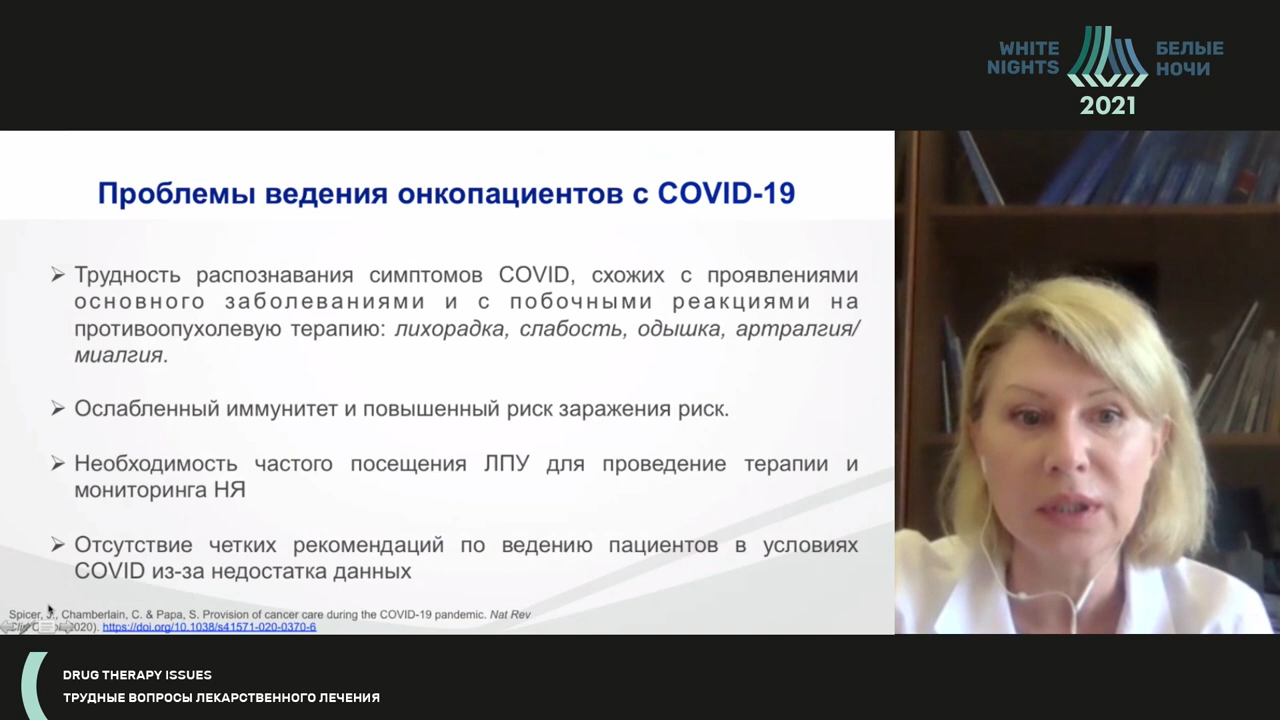 WHITE NIGHTS
БЕЛЫЕ НОЧИ
2021
Проблемы ведения онкопациентов с COVID-19
➢ Трудность распознавания симптомов COVID, схожих с проявлениями
основного заболеваниями и с побочными реакциями на
противоопухолевую терапию: лихорадка, слабость, одышка, артралгия/
миалгия.
➢ Ослабленный иммунитет и повышенный риск заражения риск.
➢ Необходимость частого посещения ЛПУ для проведение терапии и
мониторинга НЯ
➢ Отсутствие четких рекомендаций по ведению пациентов в условиях
COVID из-за недостатка данных
Spicer, J., Chamberlain, C. & Papa, S. Provision of cancer care during the COVID-19 pandemic. Nat Rev
2020). https://doi.org/10.1038/s41571-020-0370-6
DRUG THERAPY ISSUES
ТРУДНЫЕ ВОПРОСЫ ЛЕКАРСТВЕННОГО ЛЕЧЕНИЯ